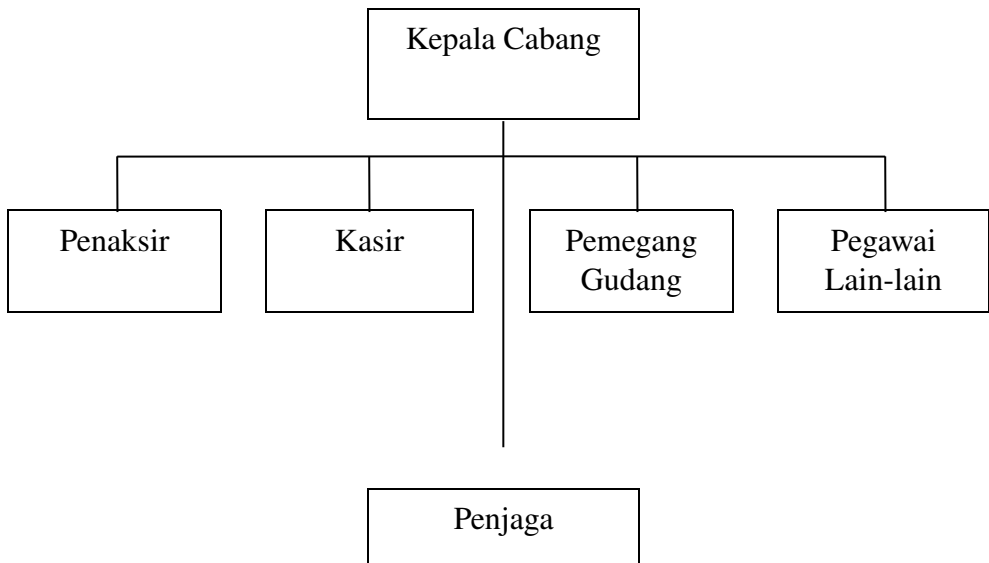 Kepala Cabang
Penaksir
Kasir
Pemegang
Gudang
Pegawai
Lain-lain
Penjaga